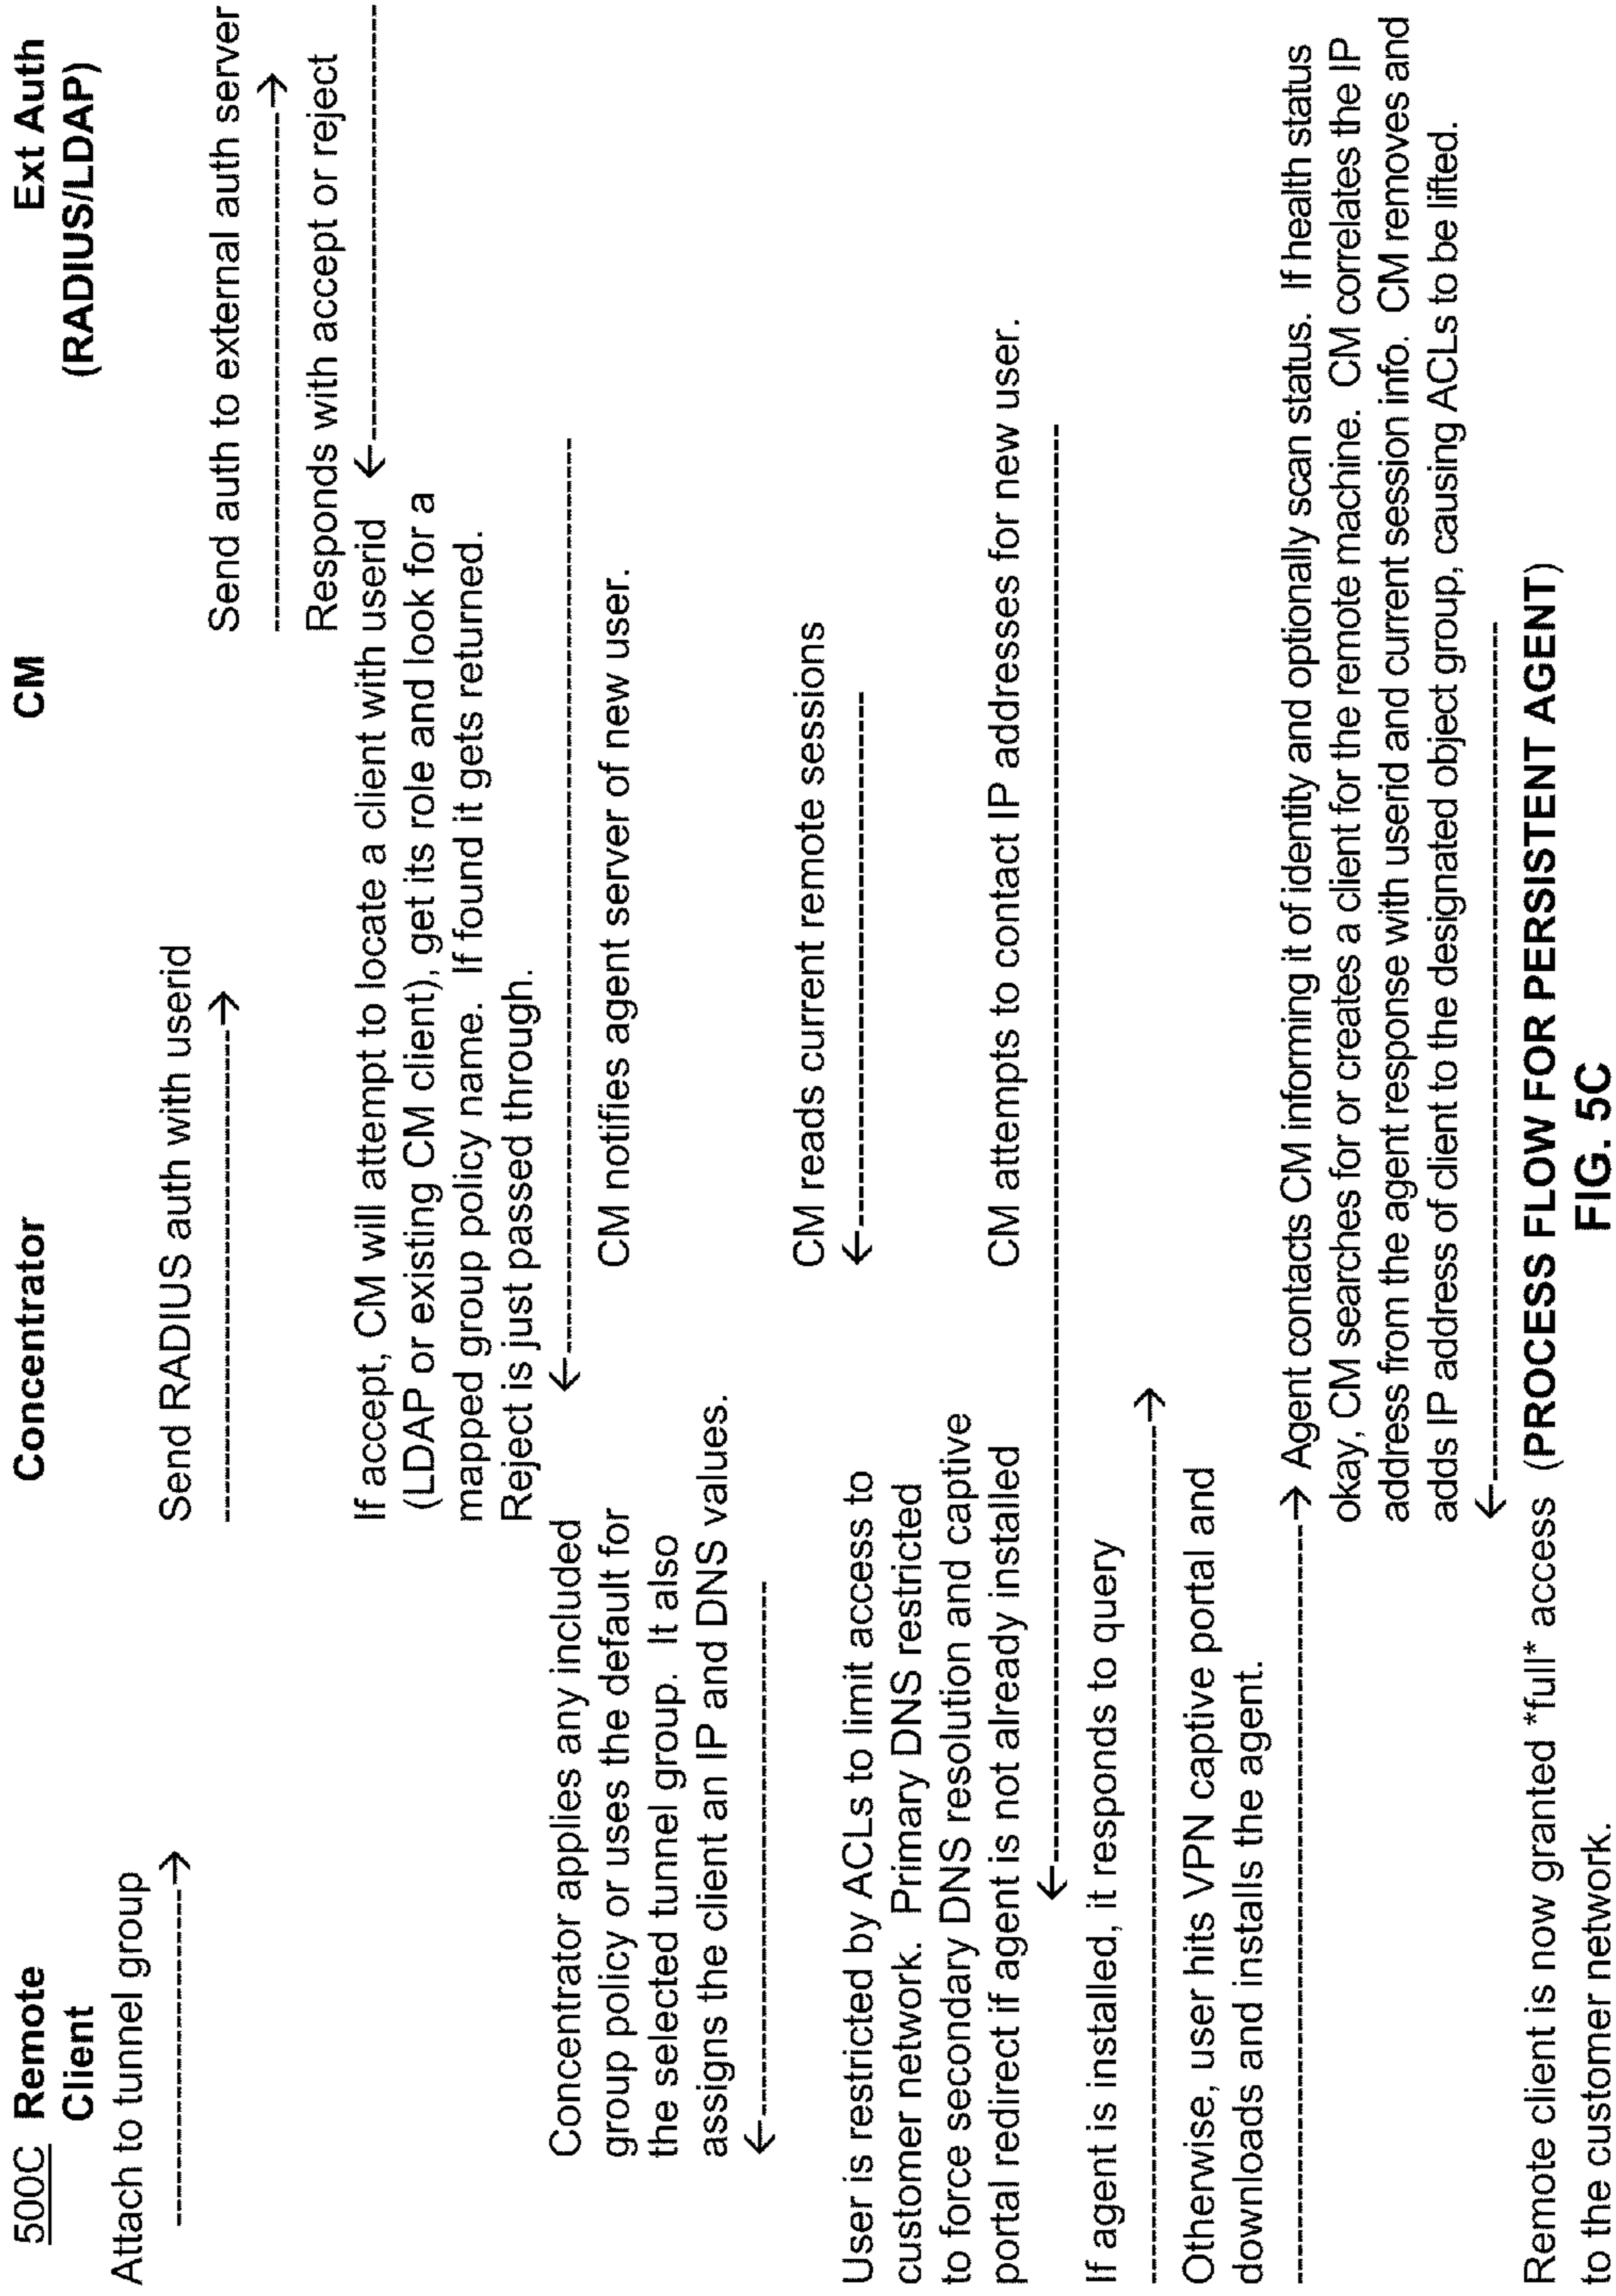 500C Remote Client
Concentrator
CM
Ext Auth
(RADIUS/LDAP)
Attach to tunnel group
Send RADIUS auth with userid
Send auth to external auth server
Responds with accept or reject
If accept, CM will attempt to locate a client with userid
(LDAP or existing CM client), get its role and look for a
mapped group policy name. If found it gets returned.
Reject is just passed through.
Concentrator applies any included
group policy or uses the default for
the selected tunnel group. It also
assigns the client an IP and DNS values.
CM notifies agent server of new user.
CM reads current remote sessions
User is restricted by ACLs to limit access to
customer network. Primary DNS restricted
to force secondary DNS resolution and captive
portal redirect if agent is not already installed
CM attempts to contact IP addresses for new user.
If agent is installed, it responds to query
Otherwise, user hits VPN captive portal and
downloads and installs the agent.
Agent contacts CM informing it of identity and optionally scan status. If health status
okay, CM searches for or creates a client for the remote machine. CM correlates the IP
address from the agent response with userid and current session info. CM removes and
adds IP address of client to the designated object group, causing ACLs to be lifted.
Remote client is now granted *full* access
to the customer network.
(PROCESS FLOW FOR PERSISTENT AGENT)
FIG. 5C